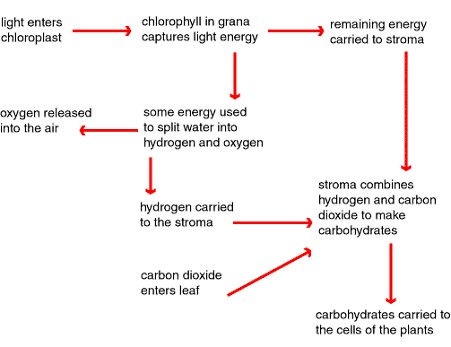 light enters
chloroplast
chlorophyll in grana
captures light energy
remaining energy
carried to stroma
oxygen released
into the air
some energy used
to split water into
hydrogen and oxygen
hydrogen carried
to the stroma
stroma combines
hydrogen and carbon
dioxide to make
carbohydrates
carbon dioxide
enters leaf
carbohydrates carried to
the cells of the plants